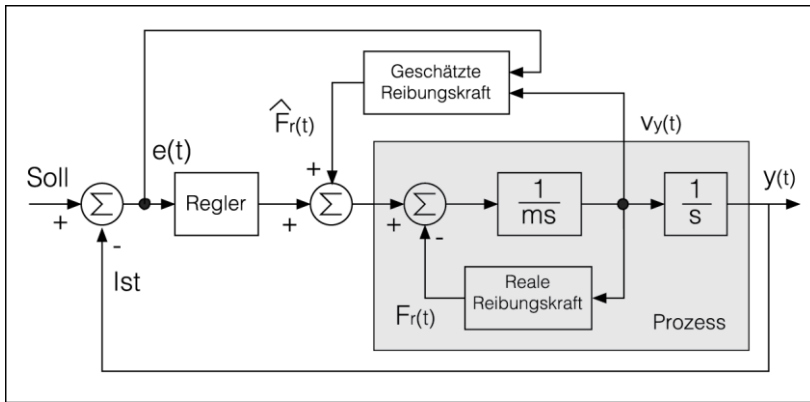 Geschätzte
Reibungskraft
F̂r(t)
vy(t)
e(t)
Soll
+
Σ
-
Ist
Regler
+
+
Σ
+
Σ
-
1
ms
1
s
y(t)
Reale
Reibungskraft
Fr(t)
Prozess